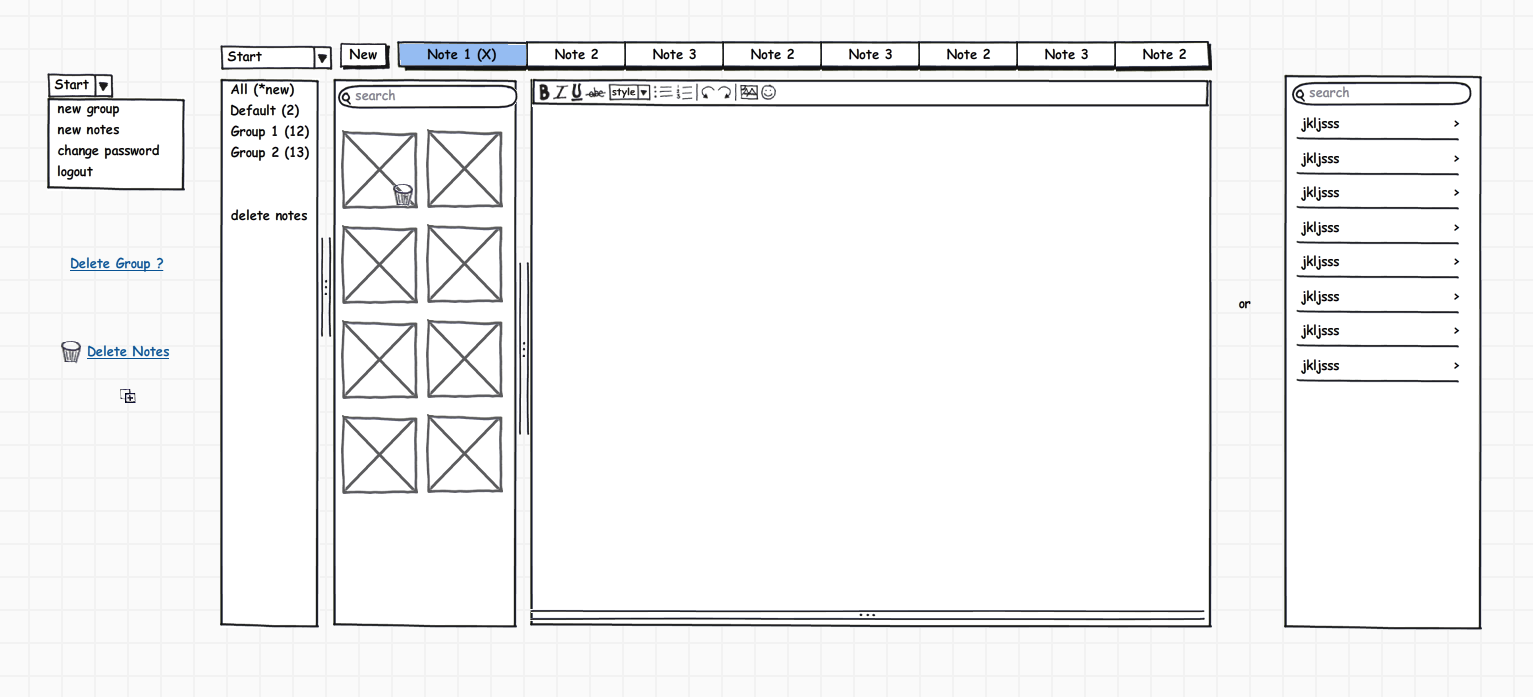 Start
new group
new notes
change password
logout
Delete Group ?
Delete Notes
Start
New
Note 1 (X)
Note 2
Note 3
Note 2
Note 3
Note 2
Note 3
Note 2
All (*new)
Default (2)
Group 1 (12)
Group 2 (13)
delete notes
search
B I U abc style
or
search
jkljsss >
jkljsss >
jkljsss >
jkljsss >
jkljsss >
jkljsss >
jkljsss >
jkljsss >